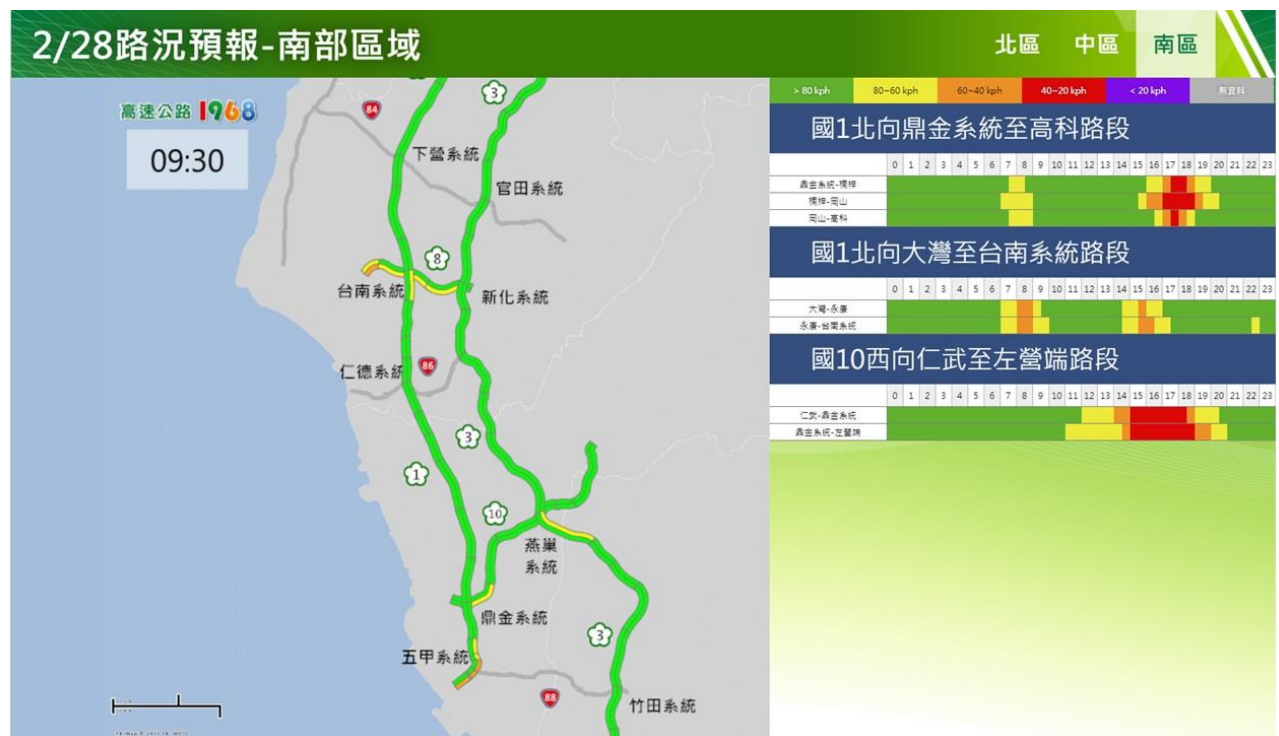 2/28路況預報-南部區域
北區 中區 南區
高速公路 1968
09:30
84
3
下營系統
官田系統
8
台南系統
新化系統
仁德系統
86
3
1
10
燕巢
系統
鼎金系統
3
五甲系統
88
竹田系統
> 80 kph 80~60 kph 60~40 kph 40~20 kph < 20 kph 無資料
國1北向鼎金系統至高科路段
0 1 2 3 4 5 6 7 8 9 10 11 12 13 14 15 16 17 18 19 20 21 22 23
鼎金系統-楠梓
楠梓-岡山
岡山-高科
國1北向大灣至台南系統路段
0 1 2 3 4 5 6 7 8 9 10 11 12 13 14 15 16 17 18 19 20 21 22 23
大灣-永康
永康-台南系統
國10西向仁武至左營端路段
0 1 2 3 4 5 6 7 8 9 10 11 12 13 14 15 16 17 18 19 20 21 22 23
仁武-鼎金系統
鼎金系統-左營端